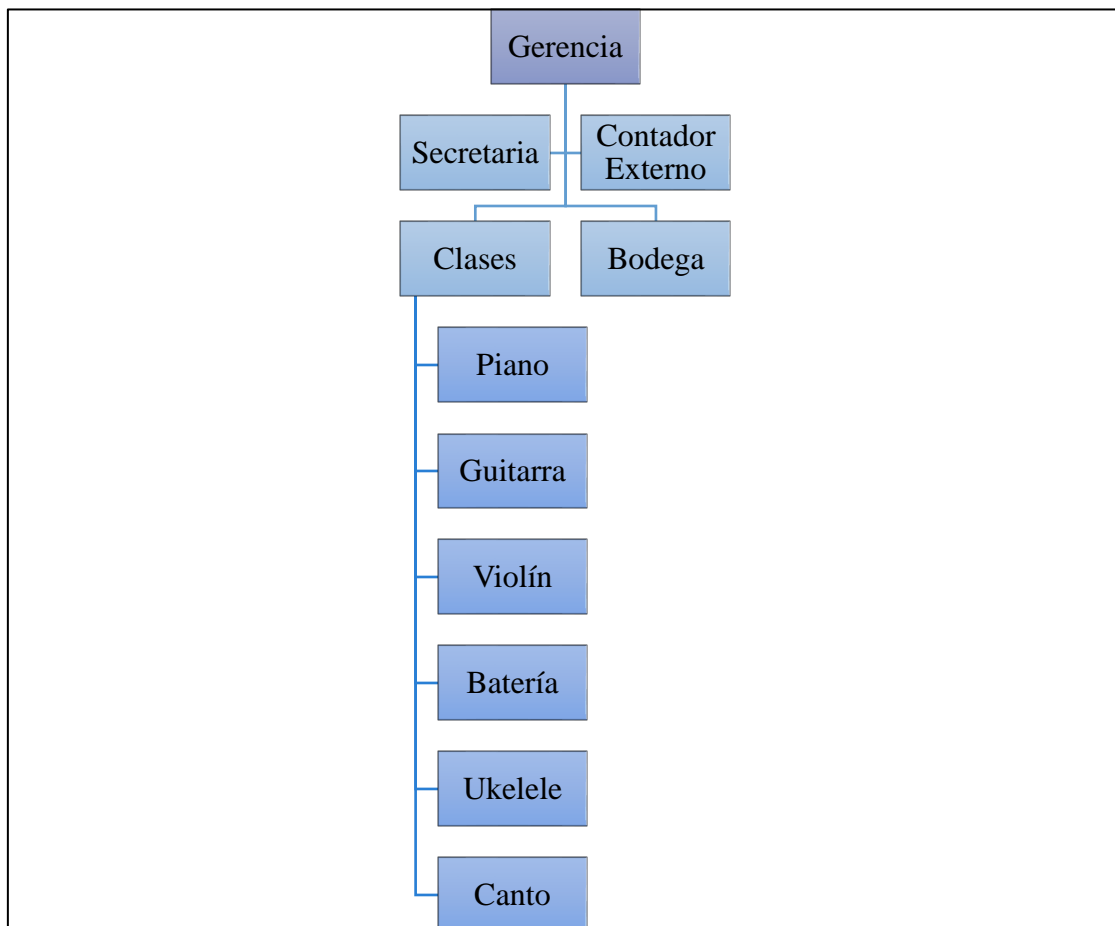 Gerencia
Secretaria
Contador
Externo
Clases
Bodega
Piano
Guitarra
Violín
Batería
Ukelele
Canto